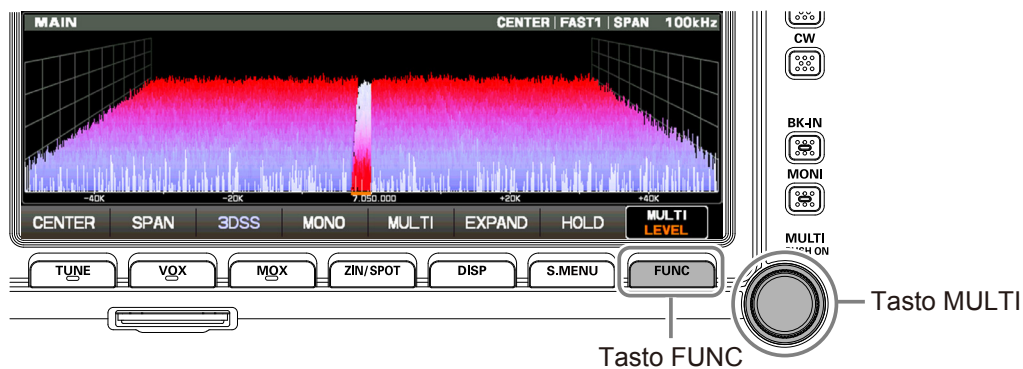 MAIN CENTER | FAST1 | SPAN 100kHz
CW
BK-IN
MONI
-40K -20K 7.050.000 +20K +40K
CENTER SPAN 3DSS MONO MULTI EXPAND HOLD MULTI
LEVEL
MULTI
PUSH ON
TUNE VOX MOX ZIN/SPOT DISP S.MENU FUNC
Tasto MULTI
Tasto FUNC